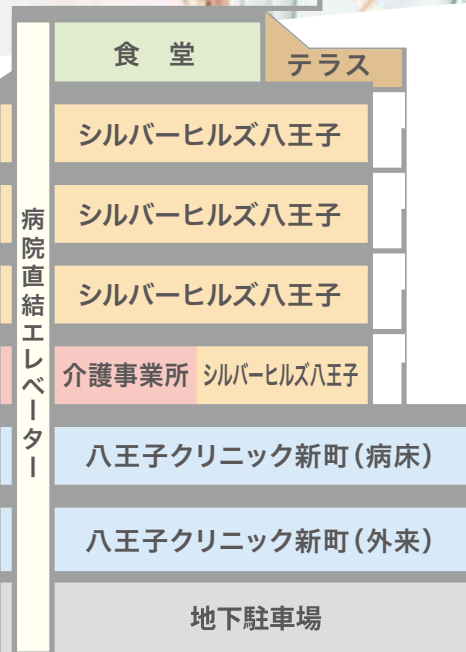 食堂
テラス
シルバーヒルズ八王子
シルバーヒルズ八王子
シルバーヒルズ八王子
介護事業所 シルバーヒルズ八王子
八王子クリニック新町(病床)
八王子クリニック新町(外来)
地下駐車場
病院直結エレベーター